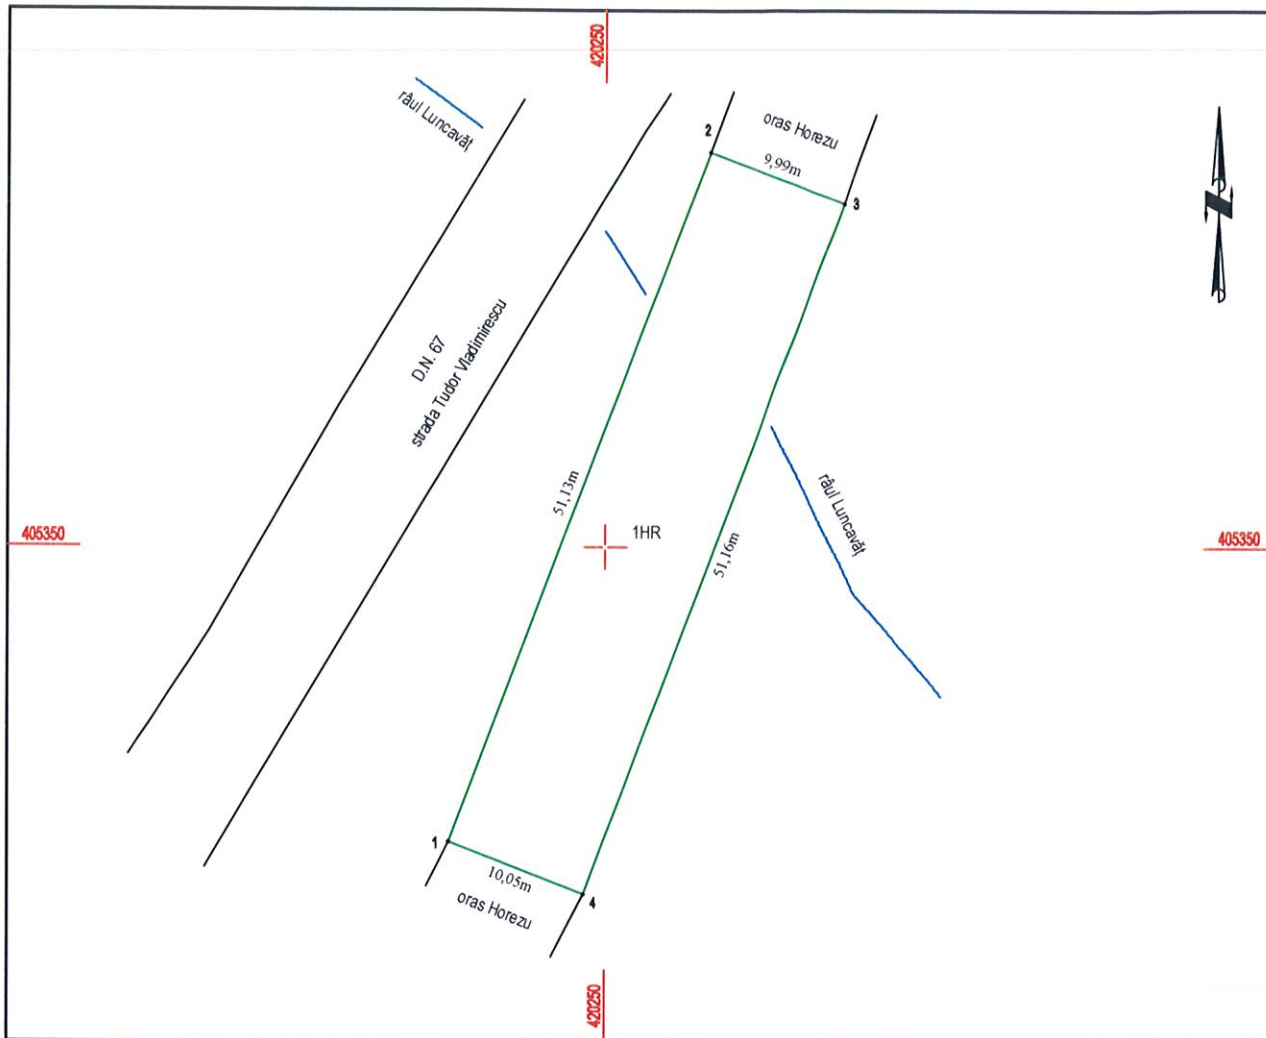 420250
râul Luncavăț
oras Horezu
2
9,99m
3
D.N. 67
strada Tudor Vladimirescu
51,13m
1HR
râul Luncavăț
51,16m
405350
405350
1
10,05m
4
oras Horezu
420250